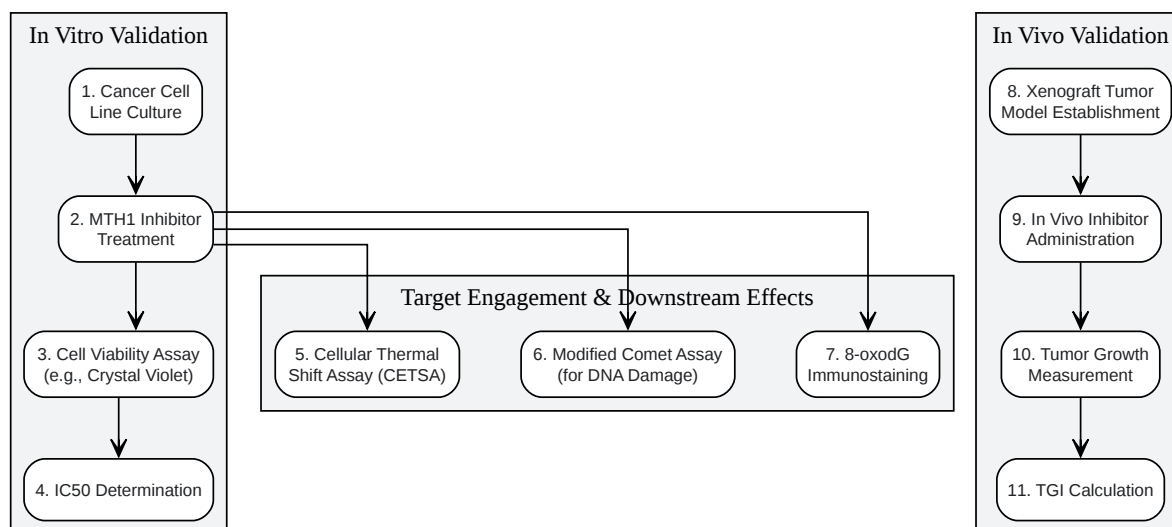 In Vitro Validation
1. Cancer Cell
Line Culture
2. MTH1 Inhibitor
Treatment
3. Cell Viability Assay
(e.g., Crystal Violet)
4. IC50 Determination
Target Engagement & Downstream Effects
5. Cellular Thermal
Shift Assay (CETSA)
6. Modified Comet Assay
(for DNA Damage)
7. 8-oxodG
Immunostaining
In Vivo Validation
8. Xenograft Tumor
Model Establishment
9. In Vivo Inhibitor
Administration
10. Tumor Growth
Measurement
11. TGI Calculation